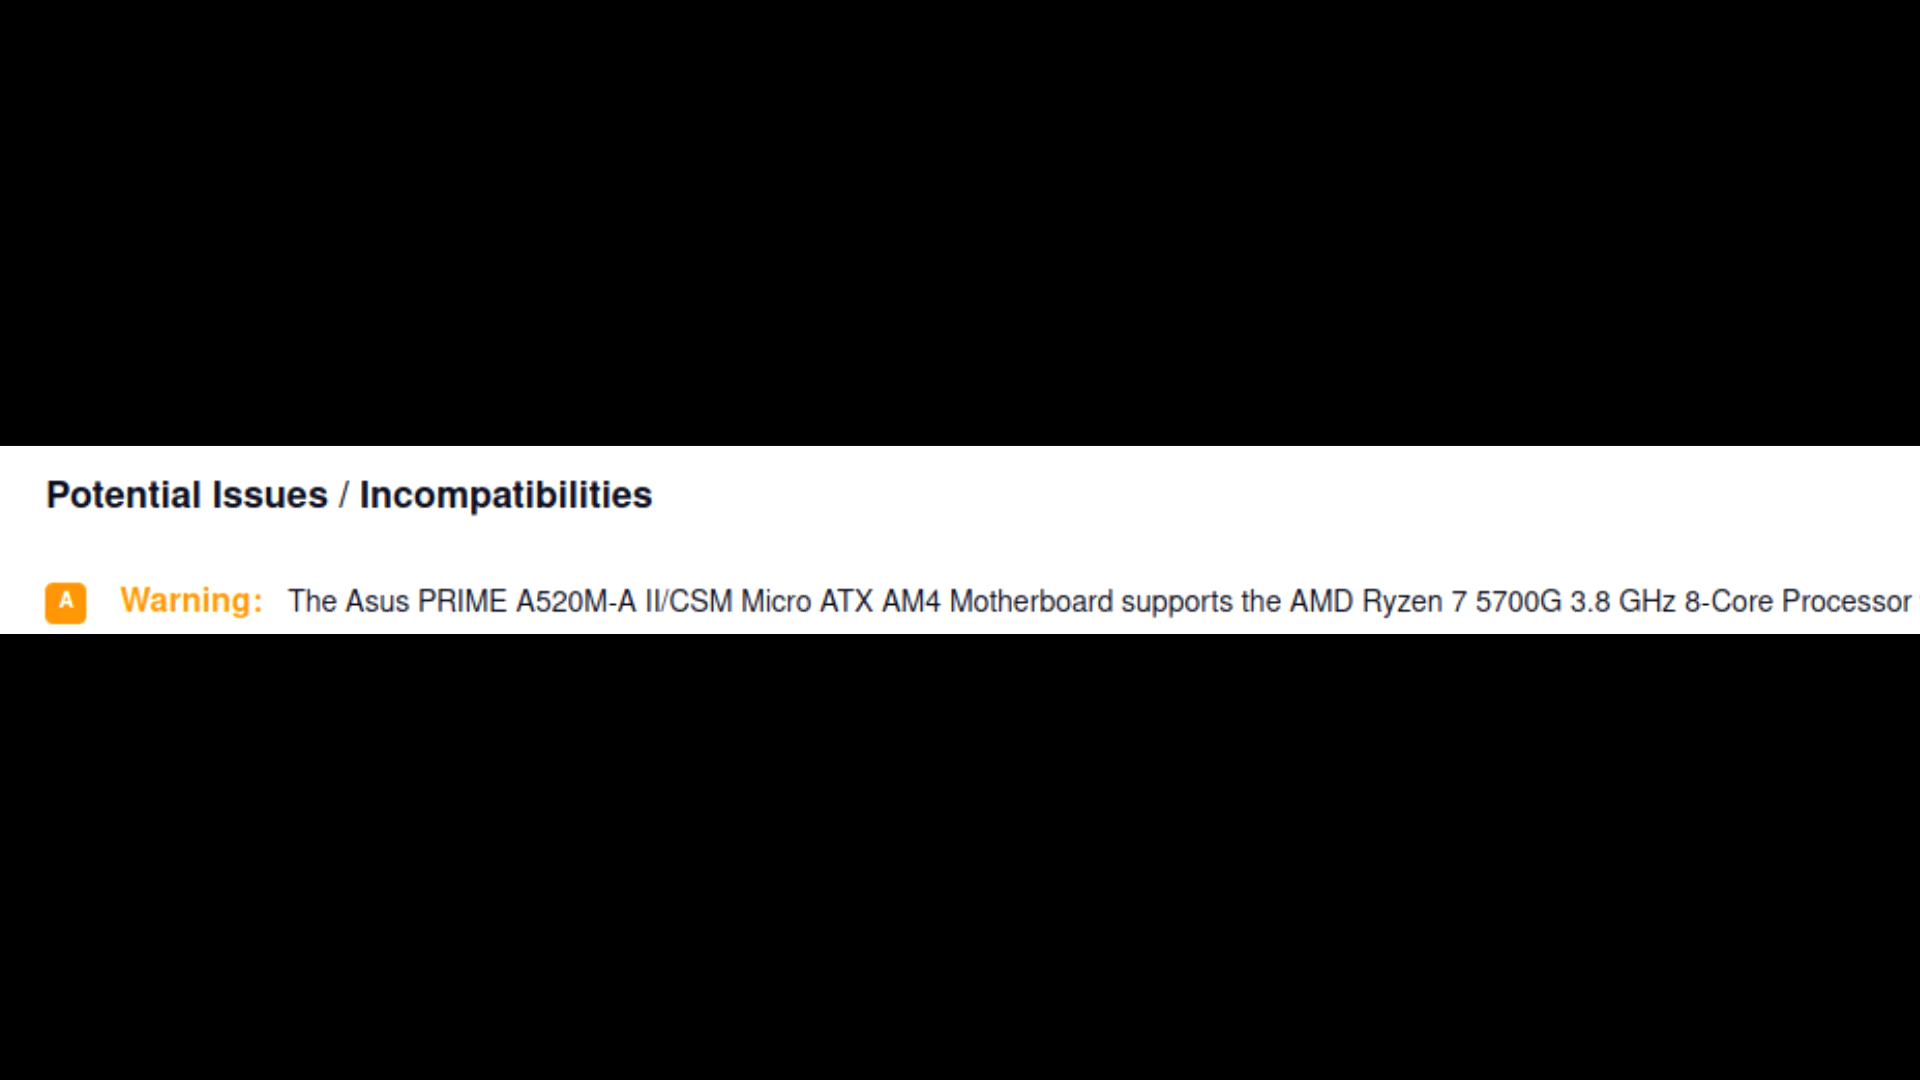 Potential Issues / Incompatibilities
A Warning: The Asus PRIME A520M-A II/CSM Micro ATX AM4 Motherboard supports the AMD Ryzen 7 5700G 3.8 GHz 8-Core Processor